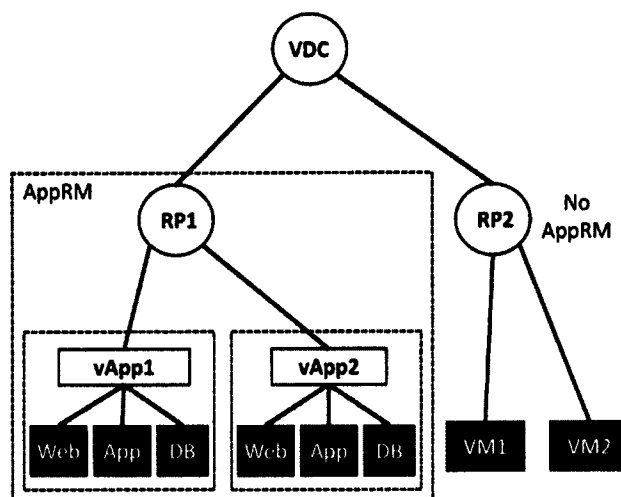 VDC
AppRM
RP1
RP2
No
AppRM
vApp1
vApp2
Web App DB
Web App DB
VM1
VM2